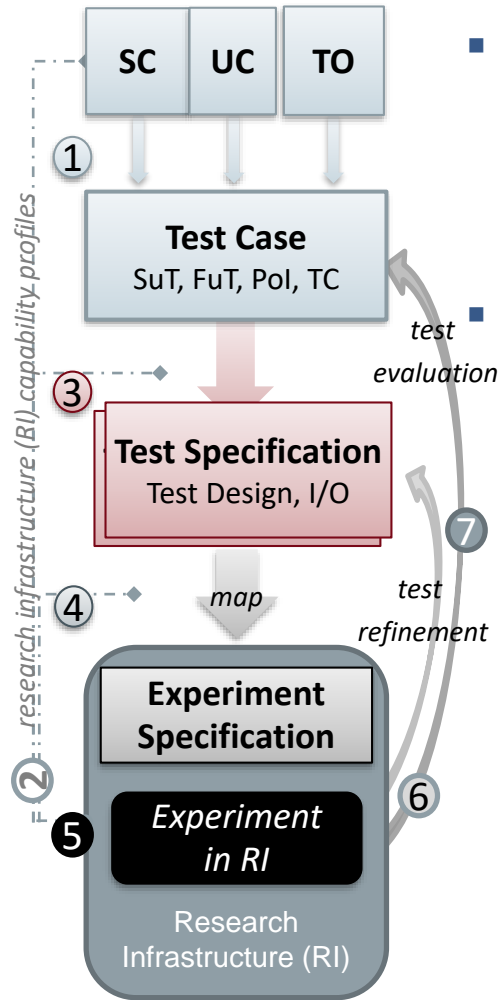 SC UC TO
1
Test Case
SuT, FuT, PoI, TC
test
evaluation
research infrastructure (RI) capability profiles
3
Test Specification
Test Design, I/O
7
4
map
test
refinement
Experiment
Specification
2
6
5
Experiment
in RI
Research
Infrastructure (RI)